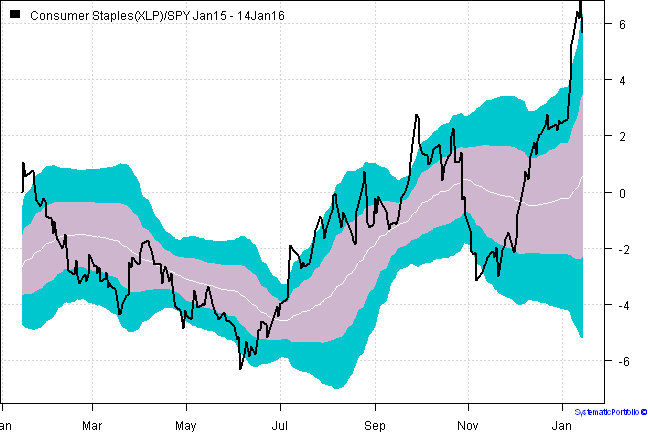 Consumer Staples(XLP)/SPY Jan15 - 14Jan16
6
4
2
0
-2
-4
-6
an Mar May Jul Sep Nov Jan
SystematicPortfolio ©